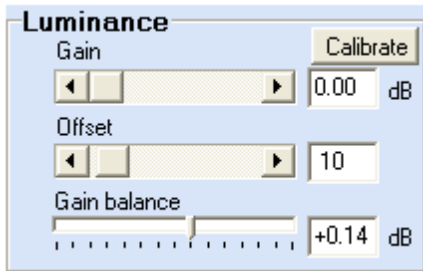 Luminance
Gain
Calibrate
0.00 dB
Offset
10
Gain balance
+0.14 dB